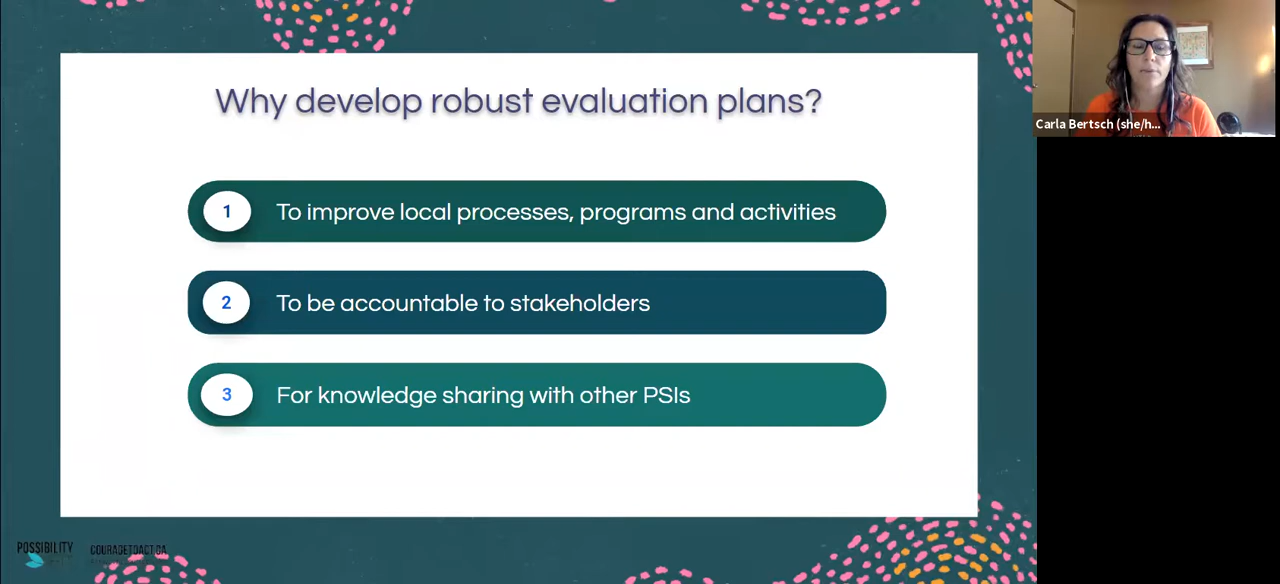 Why develop robust evaluation plans?
1 To improve local processes, programs and activities
2 To be accountable to stakeholders
3 For knowledge sharing with other PSIs
Carla Bertsch (she/h...
POSSIBILITY
COURAGETOACT.CA